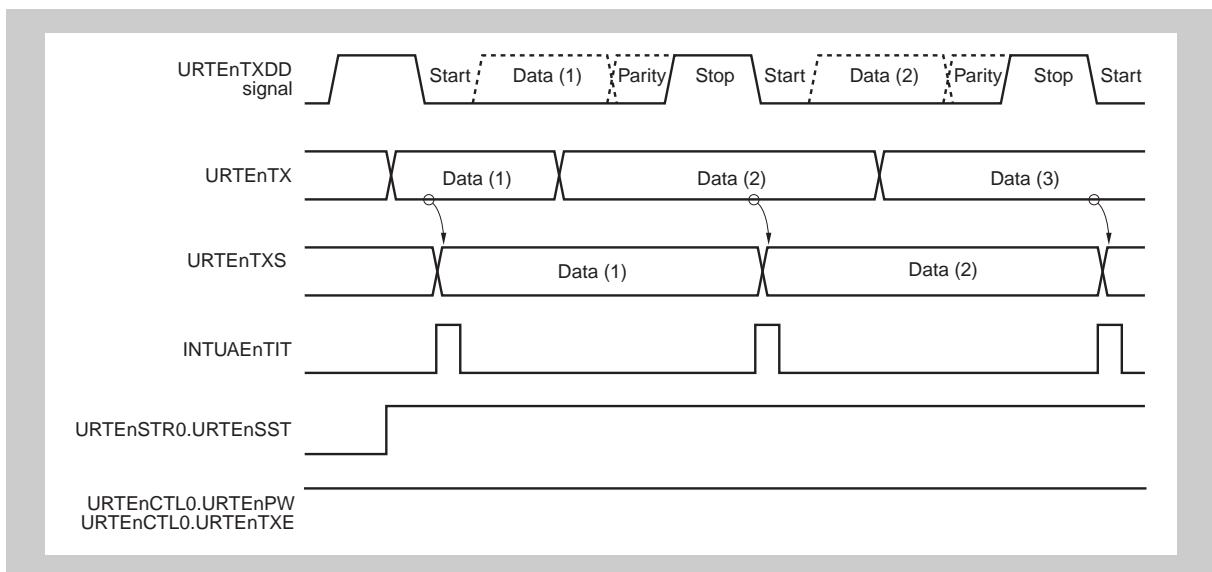 URTEnTXDD
signal
Start Data (1) Parity Stop Start Data (2) Parity Stop Start
URTEnTX
Data (1) Data (2) Data (3)
URTEnTXS
Data (1) Data (2)
INTUAEnTIT
URTEnSTR0.URTEnSST
URTEnCTL0.URTEnPW
URTEnCTL0.URTEnTXE